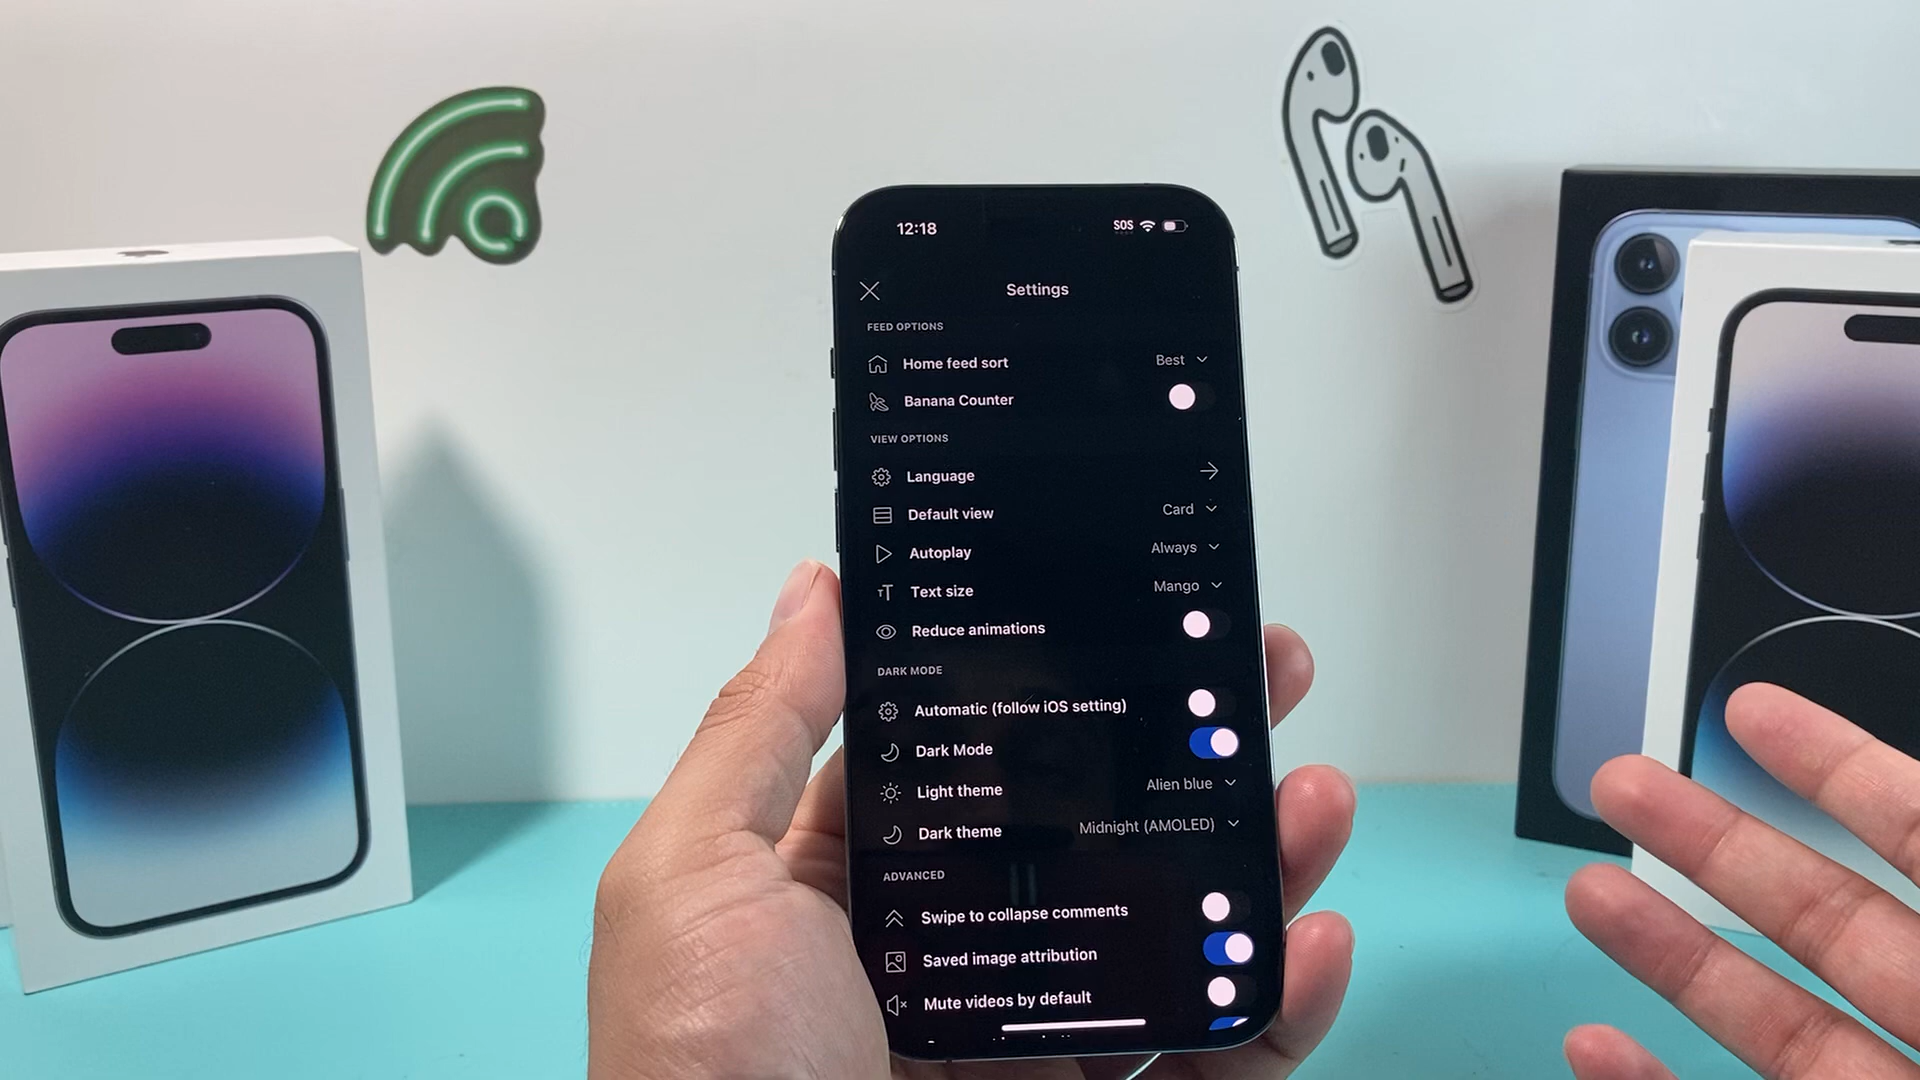 12:18 SOS
Settings
FEED OPTIONS
Home feed sort Best
Banana Counter
VIEW OPTIONS
Language
Default view Card
Autoplay Always
Text size Mango
Reduce animations
DARK MODE
Automatic (follow iOS setting)
Dark Mode
Light theme Alien blue
Dark theme Midnight (AMOLED)
ADVANCED
Swipe to collapse comments
Saved image attribution
Mute videos by default